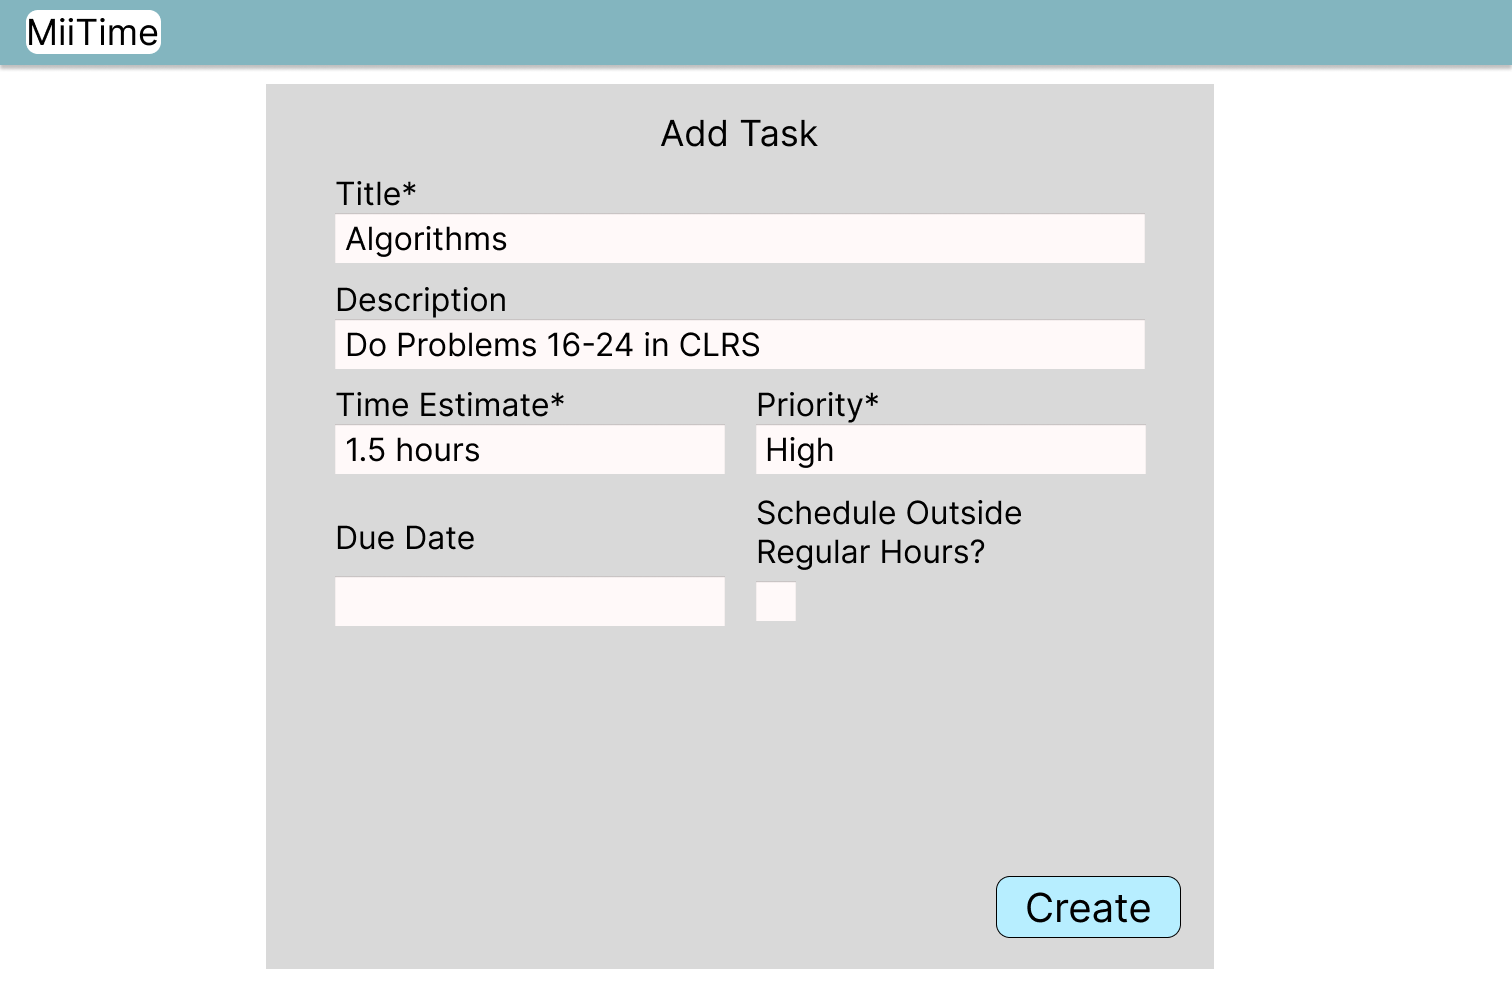 MiiTime
Add Task
Title*
Algorithms
Description
Do Problems 16-24 in CLRS
Time Estimate*
Priority*
1.5 hours
High
Due Date
Schedule Outside
Regular Hours?
Create